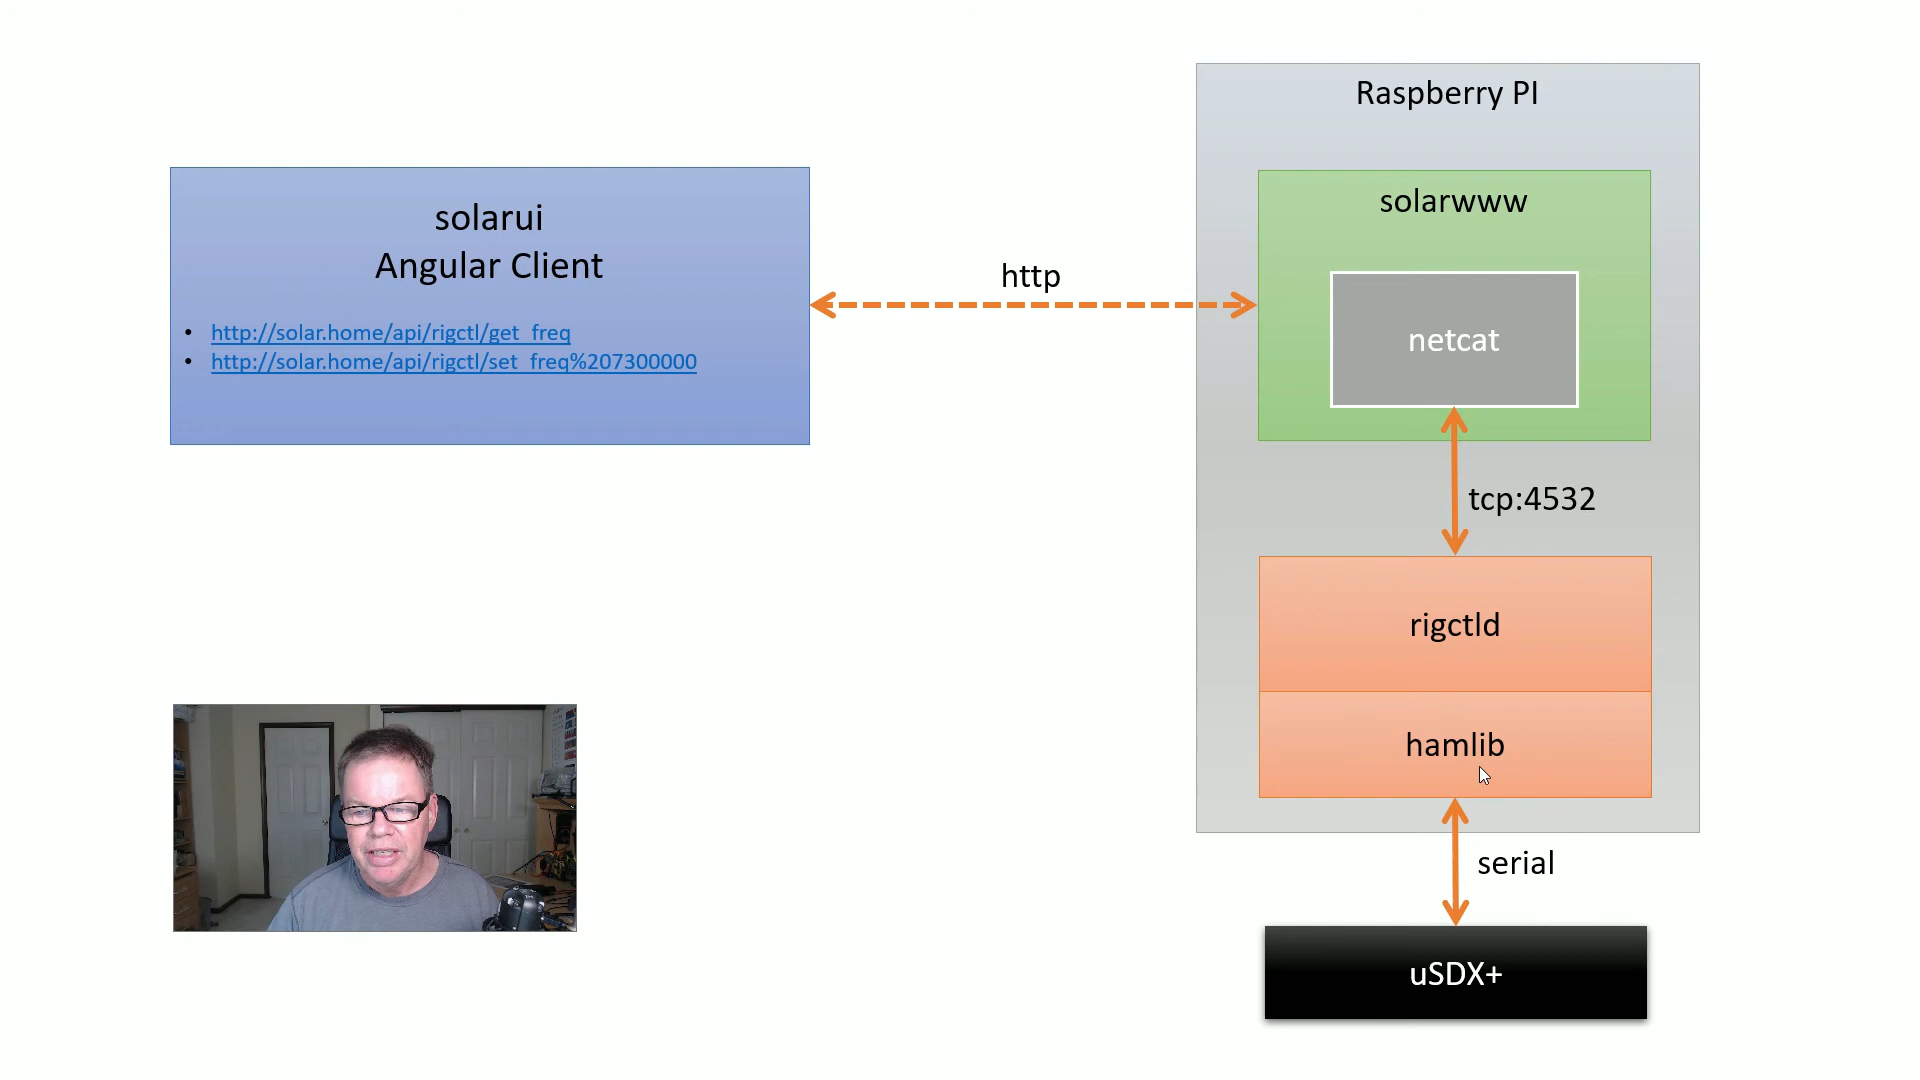 Raspberry PI
solarui
Angular Client
• http://solar.home/api/rigctl/get_freq
• http://solar.home/api/rigctl/set_freq%207300000
http
solarwww
netcat
tcp:4532
rigctld
hamlib
serial
uSDX+